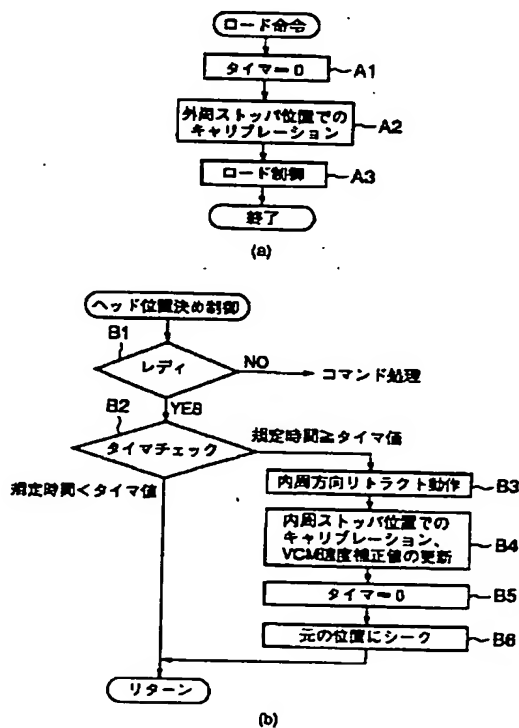 ロード命令
タイマ=0
A1
外周ストッパ位置での
キャリブレーション
A2
ロード制御
A3
終了
(a)
ヘッド位置決め制御
B1
レディ
NO
コマンド処理
B2
YES
タイマチェック
規定時間≧タイマ値
規定時間<タイマ値
内周方向リトラクト動作
B3
内周ストッパ位置での
キャリブレーション、
VCM速度補正値の更新
B4
タイマ=0
B5
元の位置にシーク
B6
リターン
(b)